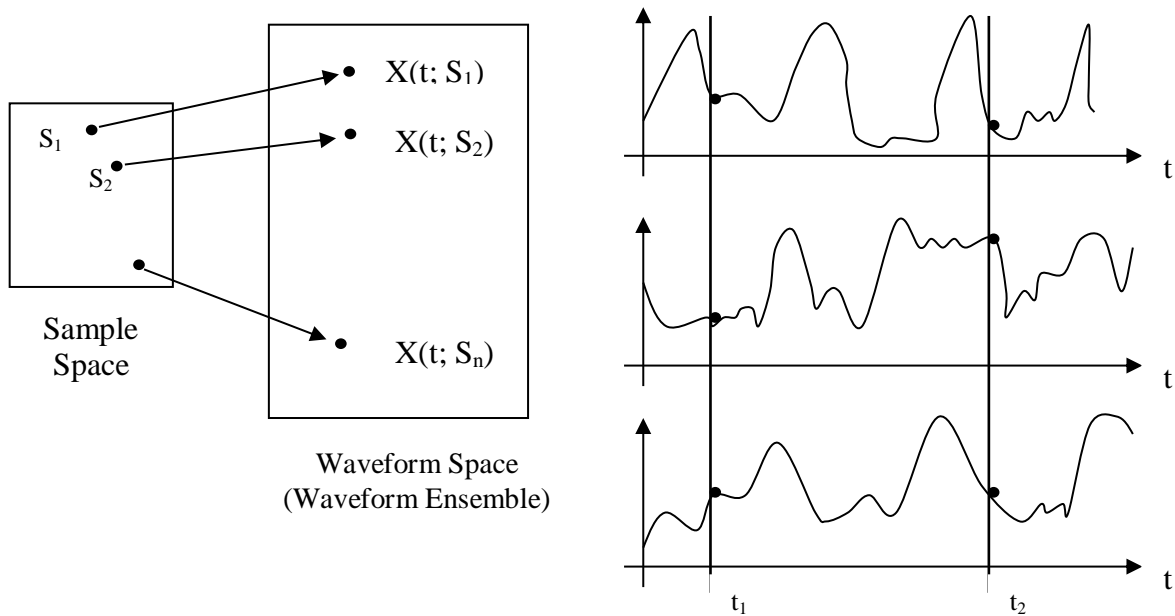 S₁
S₂
Sample
Space
X(t; S₁)
X(t; S₂)
X(t; Sₙ)
Waveform Space
(Waveform Ensemble)
t
t
t
t₁
t₂